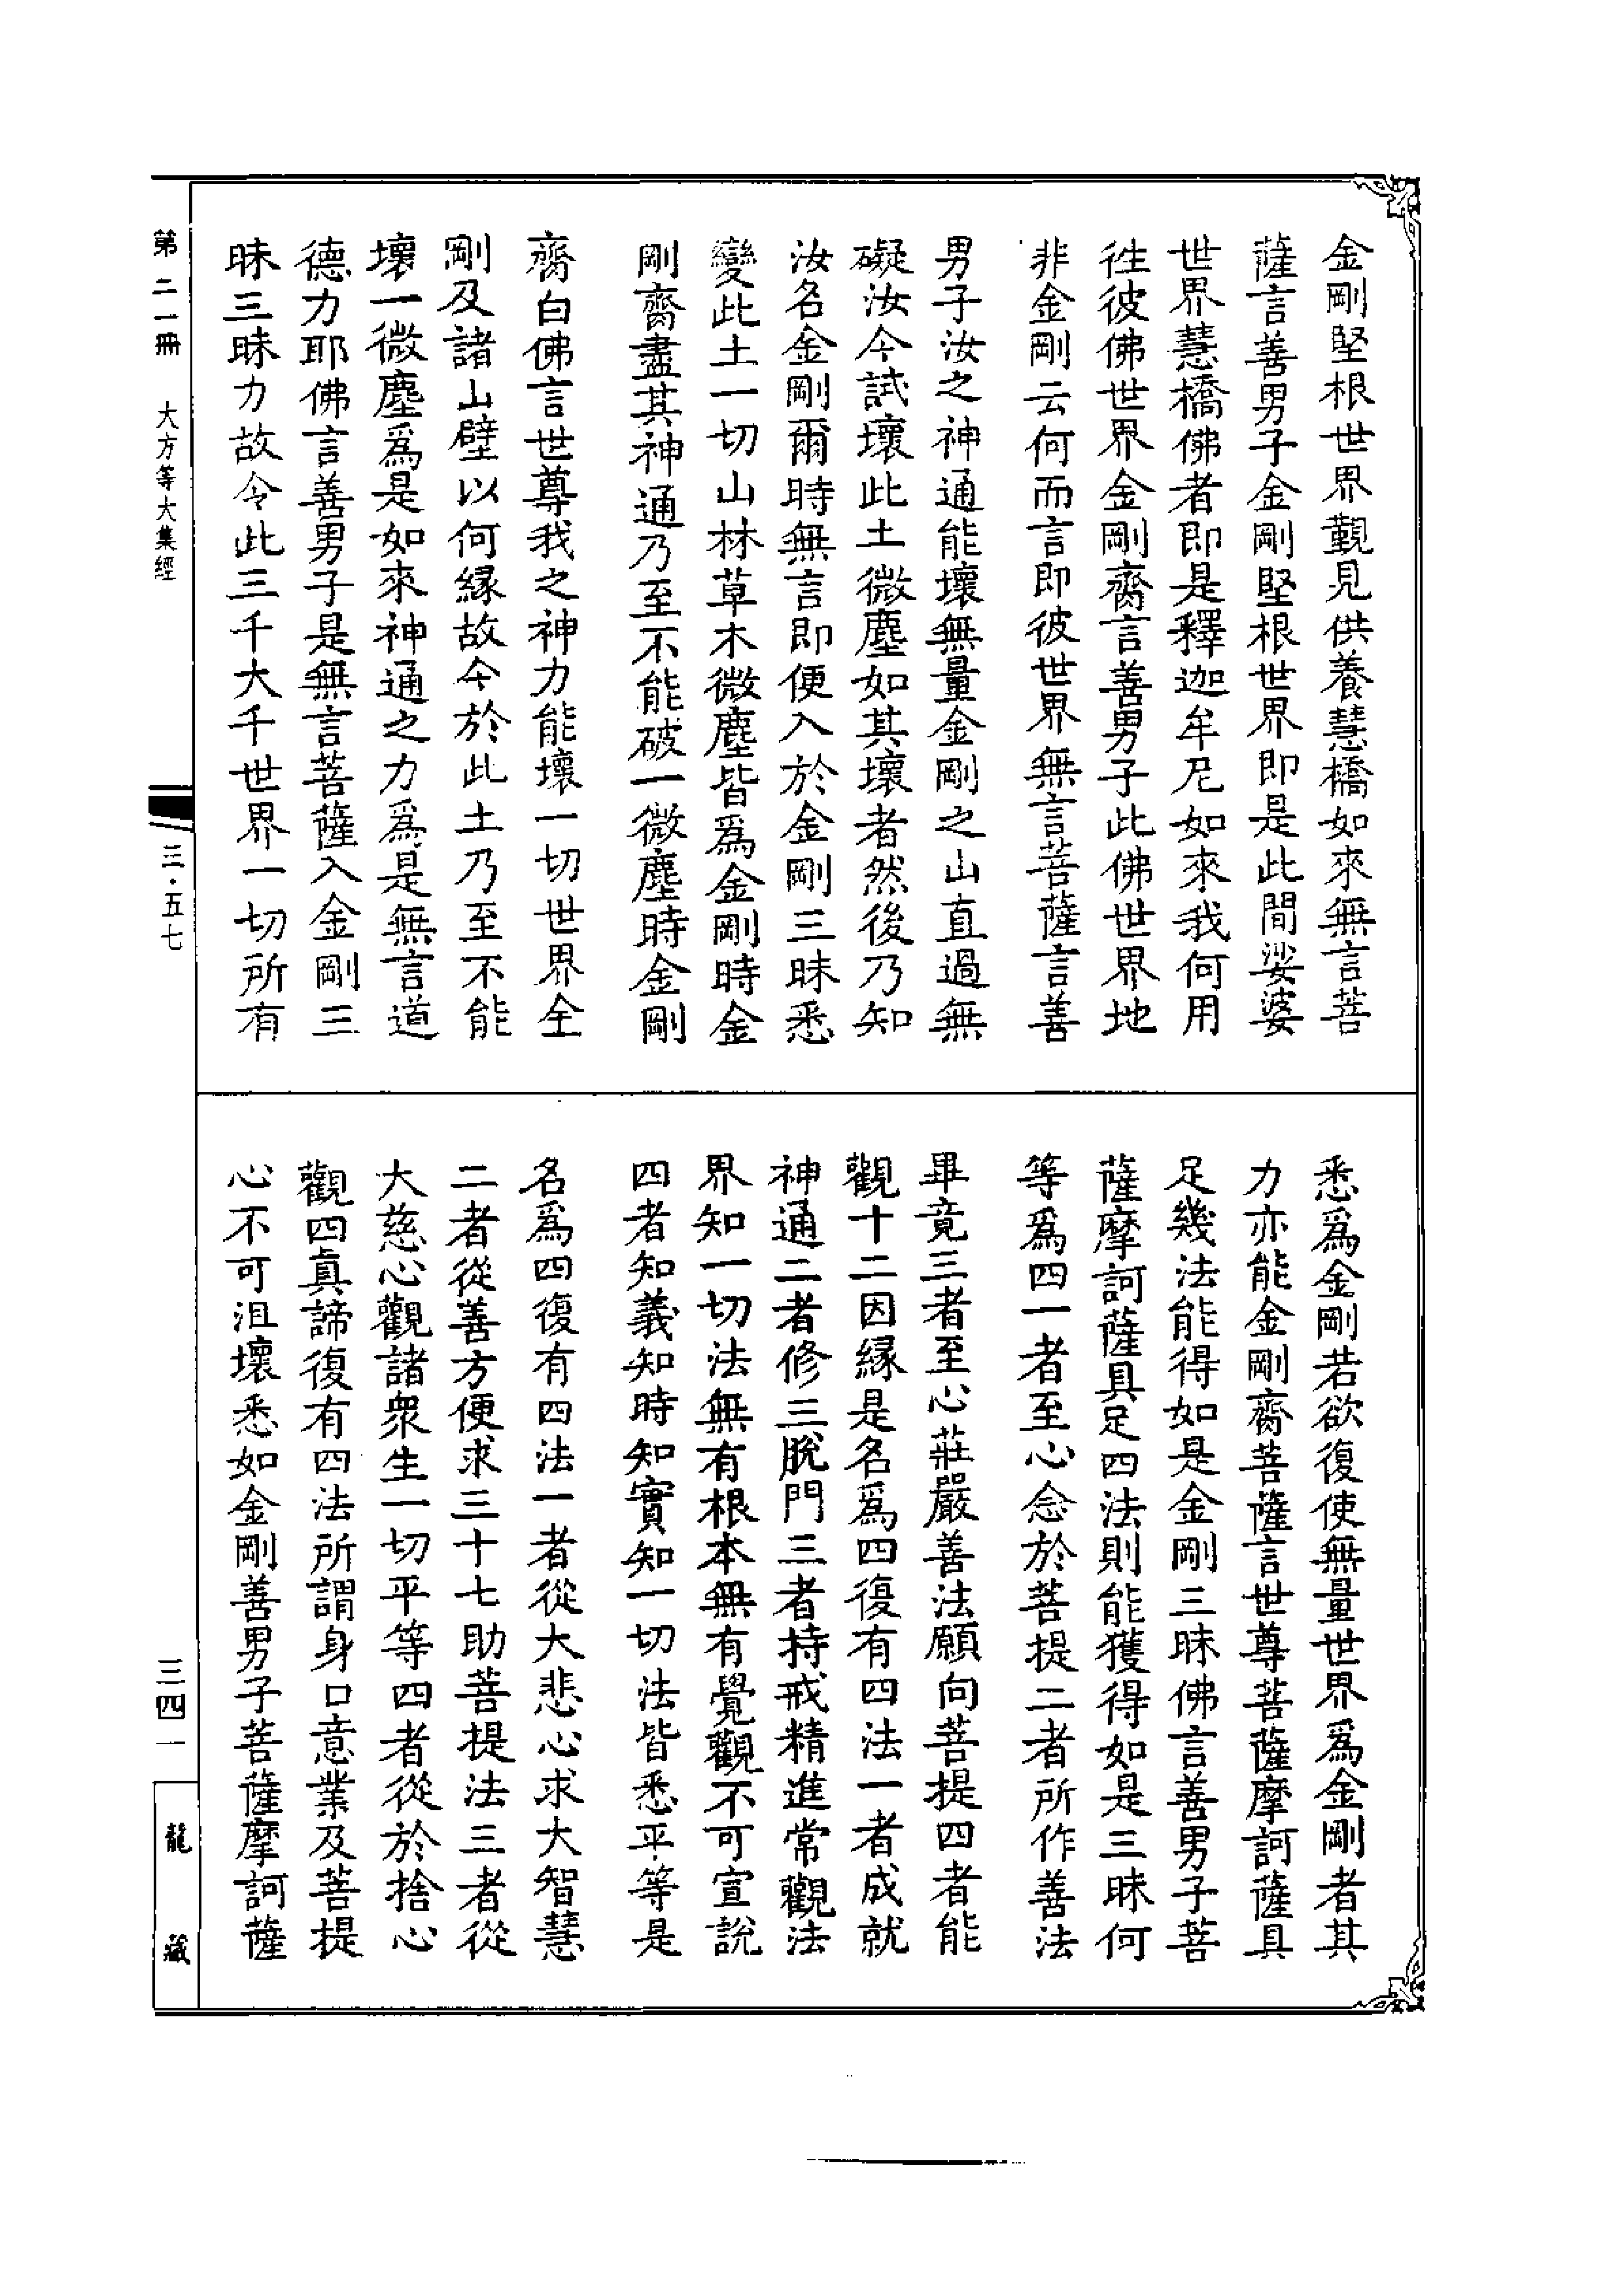 金剛堅根世界覲見供養慧橋如來無言菩
薩言善男子金剛堅根世界即是此間娑婆
世界慧橋佛者即是釋迦牟尼如來我何用
徃彼佛世界金剛齎言善男子此佛世界地
非金剛云何而言即彼世界無言菩薩言善
男子汝之神通能壞無量金剛之山直過無
礙汝今試壞此土微塵如其壞者然後乃知
汝名金剛爾時無言即便入於金剛三昧悉
變此土一切山林草木微塵皆爲金剛時金
剛齎盡其神通乃至不能破一微塵時金剛
齎白佛言世尊我之神力能壞一切世界金
剛及諸山壁以何緣故今於此土乃至不能
壞一微塵爲是如來神通之力爲是無言道
德力耶佛言善男子是無言菩薩入金剛三
昧三昧力故令此三千大千世界一切所有
悉爲金剛若欲復使無量世界爲金剛者其
力亦能金剛齎菩薩言世尊菩薩摩訶薩具
足幾法能得如是金剛三昧佛言善男子菩
薩摩訶薩具足四法則能獲得如是三昧何
等爲四一者至心念於菩提二者所作善法
畢竟三者至心莊嚴善法願向菩提四者能
觀十二因緣是名爲四復有四法一者成就
神通二者修三脫門三者持戒精進常觀法
界知一切法無有根本無有覺觀不可宣說
四者知義知時知實知一切法皆悉平等是
名爲四復有四法一者從大悲心求大智慧
二者從善方便求三十七助菩提法三者從
大慈心觀諸衆生一切平等四者從於捨心
觀四真諦復有四法所謂身口意業及菩提
心不可沮壞悉如金剛善男子菩薩摩訶薩
第二一冊 大方等大集經
三·五七
三四一
龍藏